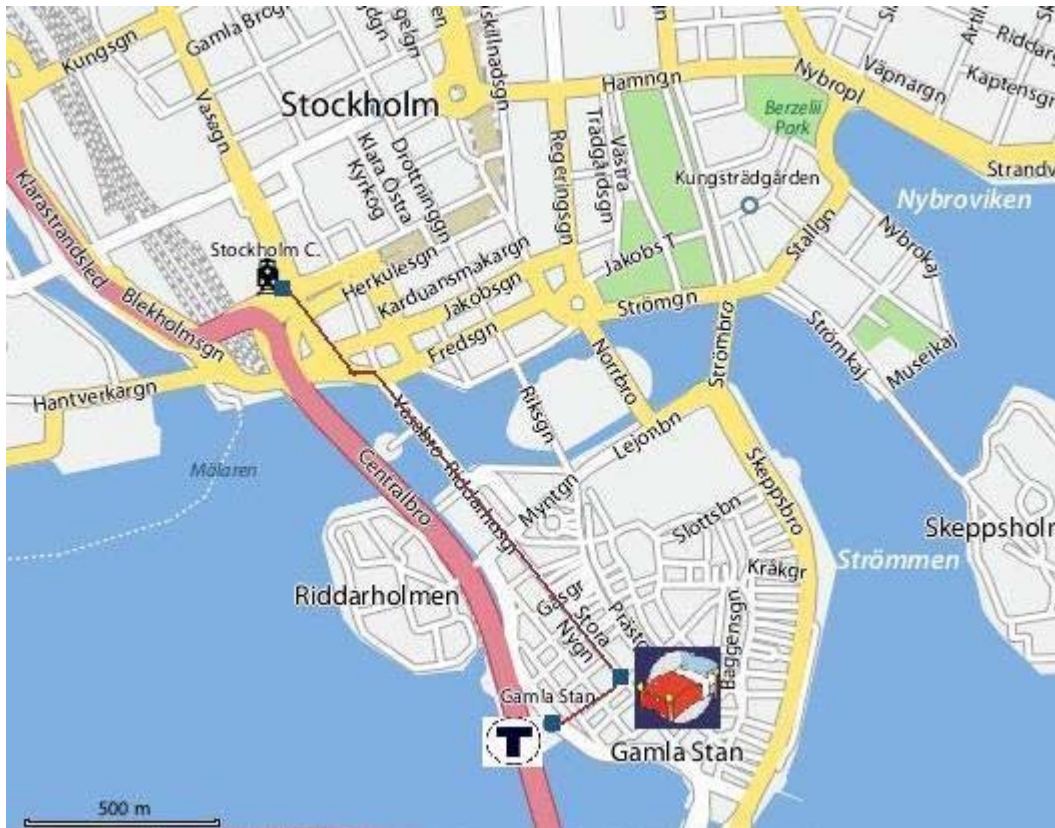 Kungsgn
Gamla Brog
Vasagn
Hamngn
Nybropl
Väpnargn
Riddarg
Kaptensgn
Stockholm
Berzelii
Park
Drottninggn
Klara Östra
Kyrkog
Regeringsgn
Trädgårdsgn
Västra
Kungsträdgården
Strandv
Nybroviken
Klarastrandsled
Stockholm C.
Herkulesgn
Karduansmakargn
Jakobsgn
Jakobs T
Stallgn
Nybrokaj
Blekholmsgn
Fredsgn
Strömgn
Strömbro
Strömkaj
Museikaj
Hantverkargn
Norrbro
Riksgn
Vasabro
Lejonbn
Mälaren
Centralbro
Riddarhusgr
Myntgn
Skeppsbro
Slottsbn
Skeppsholm
Strömmen
Kråkgr
Riddarholmen
Gåsgr
Stora
Nygn
Prästg
Baggensgn
Gamla Stan
T
Gamla Stan
500 m